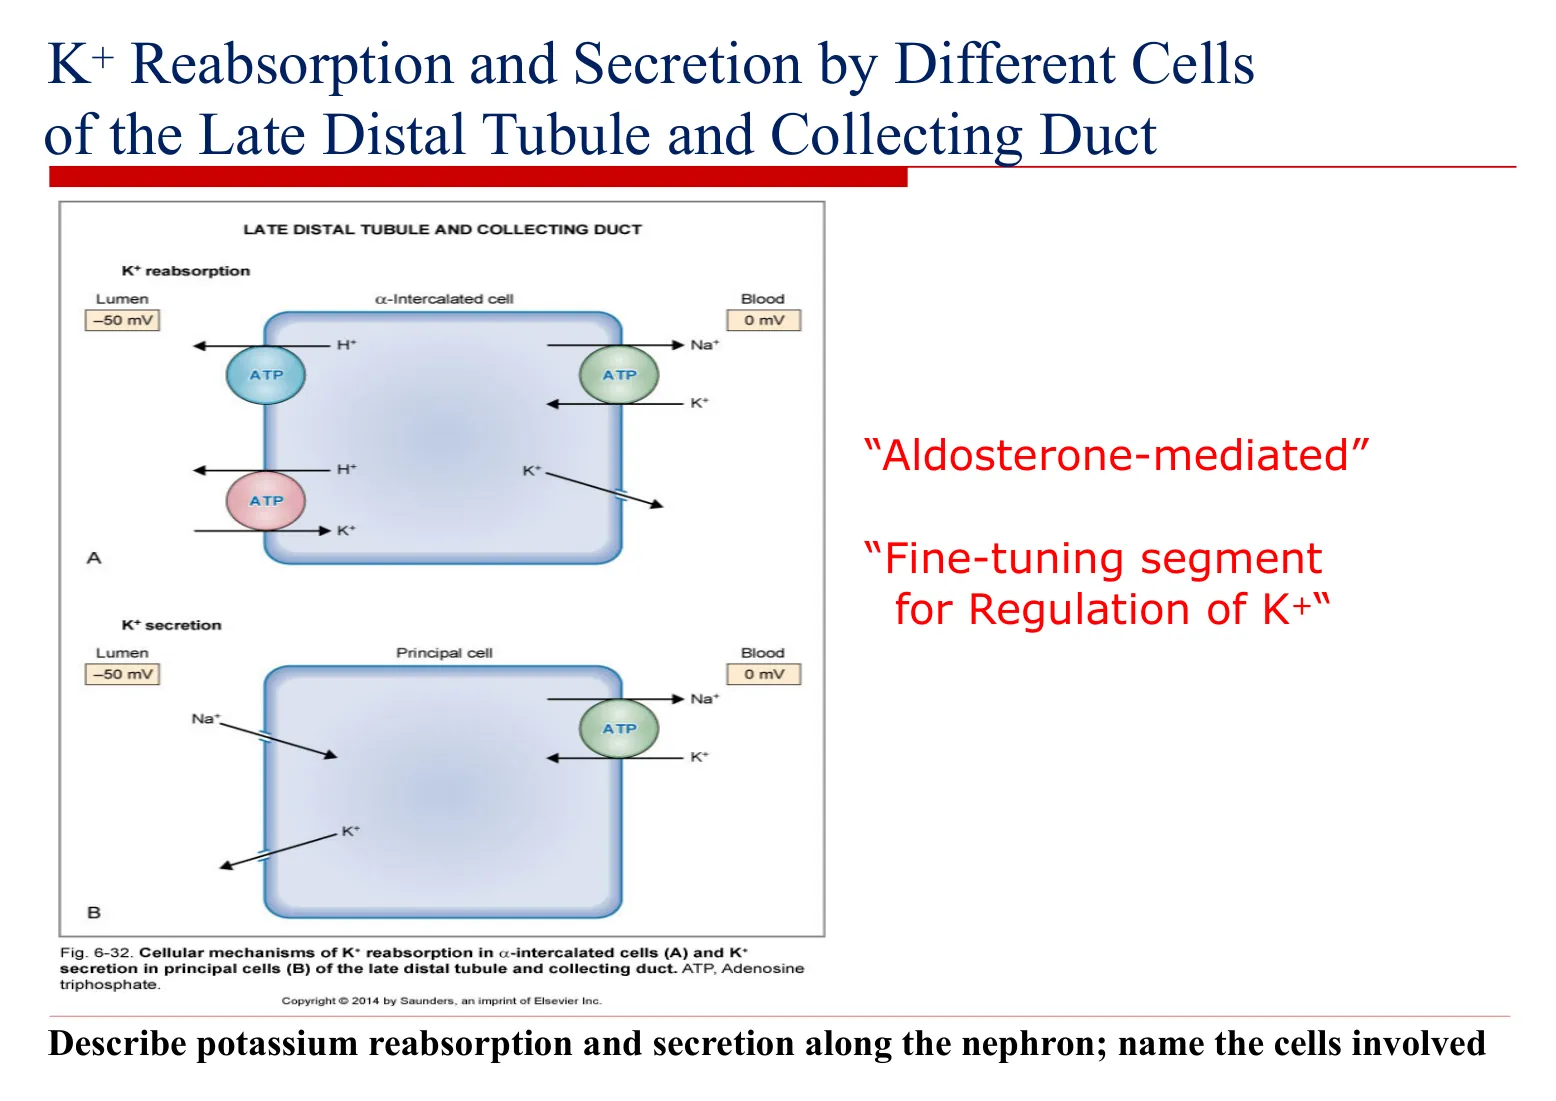 K⁺ Reabsorption and Secretion by Different Cells
of the Late Distal Tubule and Collecting Duct
LATE DISTAL TUBULE AND COLLECTING DUCT
K⁺ reabsorption
Lumen
α-Intercalated cell
Blood
–50 mV
0 mV
H⁺
Na⁺
ATP
ATP
K⁺
H⁺
K⁺
ATP
K⁺
A
K⁺ secretion
Lumen
Principal cell
Blood
–50 mV
0 mV
Na⁺
Na⁺
ATP
K⁺
K⁺
B
“Aldosterone-mediated”
“Fine-tuning segment
for Regulation of K⁺“
Fig. 6-32. Cellular mechanisms of K⁺ reabsorption in α-intercalated cells (A) and K⁺
secretion in principal cells (B) of the late distal tubule and collecting duct. ATP, Adenosine
triphosphate.
Copyright © 2014 by Saunders, an imprint of Elsevier Inc.
Describe potassium reabsorption and secretion along the nephron; name the cells involved